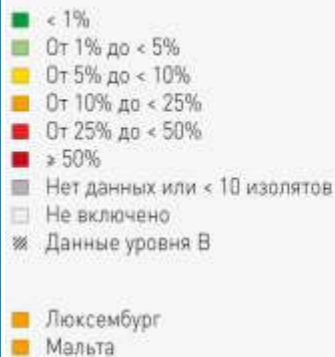 < 1%
От 1% до < 5%
От 5% до < 10%
От 10% до < 25%
От 25% до < 50%
≥ 50%
Нет данных или < 10 изолятов
Не включено
Данные уровня B
Люксембург
Мальта